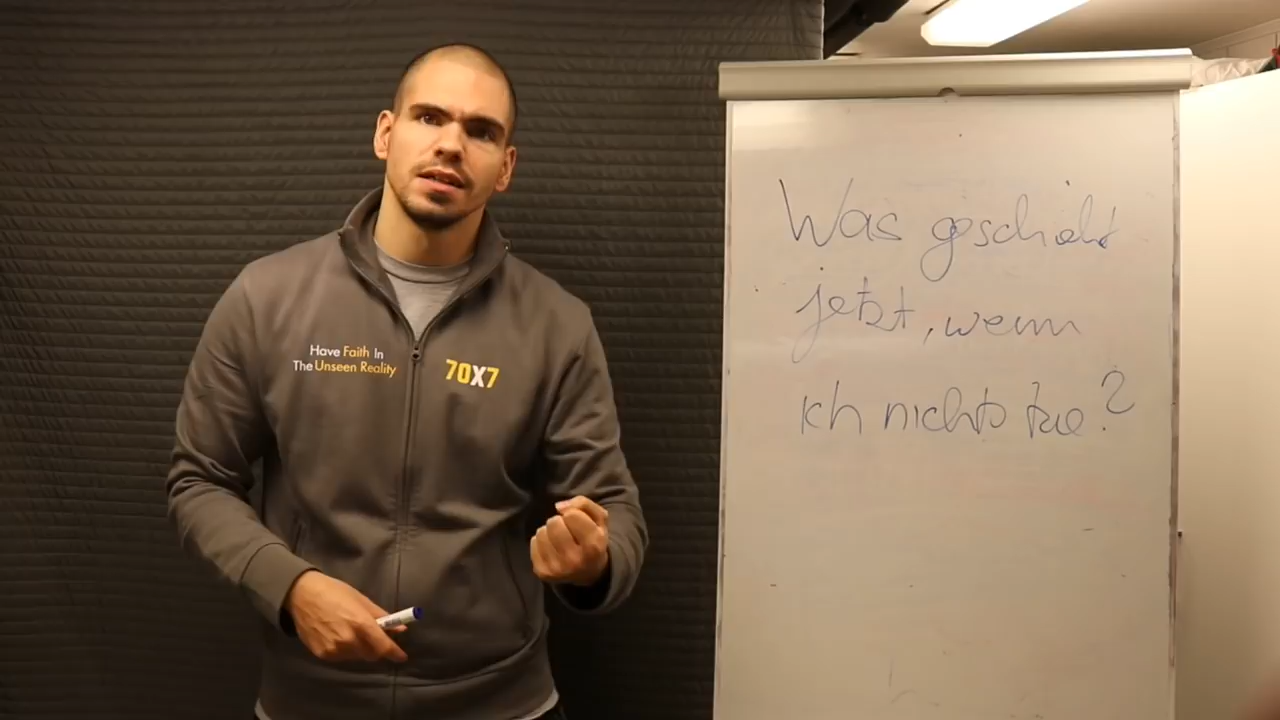 Have Faith In
The Unseen Reality
70X7
Was geschieht
jetzt, wenn
ich nichts tue?